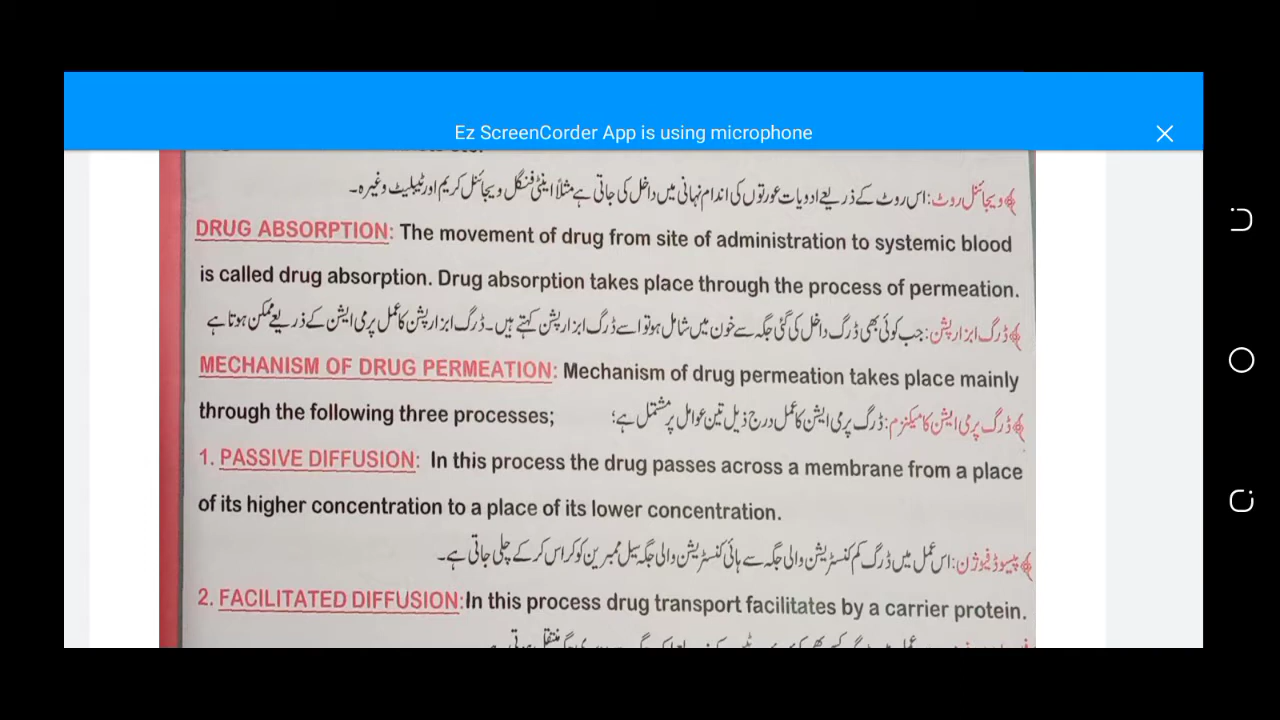 Ez ScreenCorder App is using microphone
ویجائنل روٹ: اس روٹ کے ذریعے ادویات عورتوں کی اندام نہانی میں داخل کی جاتی ہے مثلاً اینٹی فنگل ویجائنل کریم اور ٹیبلیٹ وغیرہ۔
DRUG ABSORPTION: The movement of drug from site of administration to systemic blood
is called drug absorption. Drug absorption takes place through the process of permeation.
ڈرگ ابزارپشن: جب کوئی بھی ڈرگ داخل کی گئی جگہ سے خون میں شامل ہو تو اسے ڈرگ ابزارپشن کہتے ہیں۔ ڈرگ ابزارپشن کا عمل پرمی ایشن کے ذریعے ممکن ہوتا ہے
MECHANISM OF DRUG PERMEATION: Mechanism of drug permeation takes place mainly
through the following three processes; ڈرگ پرمی ایشن کا میکنزم: ڈرگ پرمی ایشن کا عمل درج ذیل تین عوامل پر مشتمل ہے؛
1. PASSIVE DIFFUSION: In this process the drug passes across a membrane from a place
of its higher concentration to a place of its lower concentration.
پیسوڈفیوژن: اس عمل میں ڈرگ کم کنسٹریشن والی جگہ سے ہائی کنسٹریشن والی جگہ سیل ممبرین کو کراس کر کے چلی جاتی ہے۔
2. FACILITATED DIFFUSION:In this process drug transport facilitates by a carrier protein.